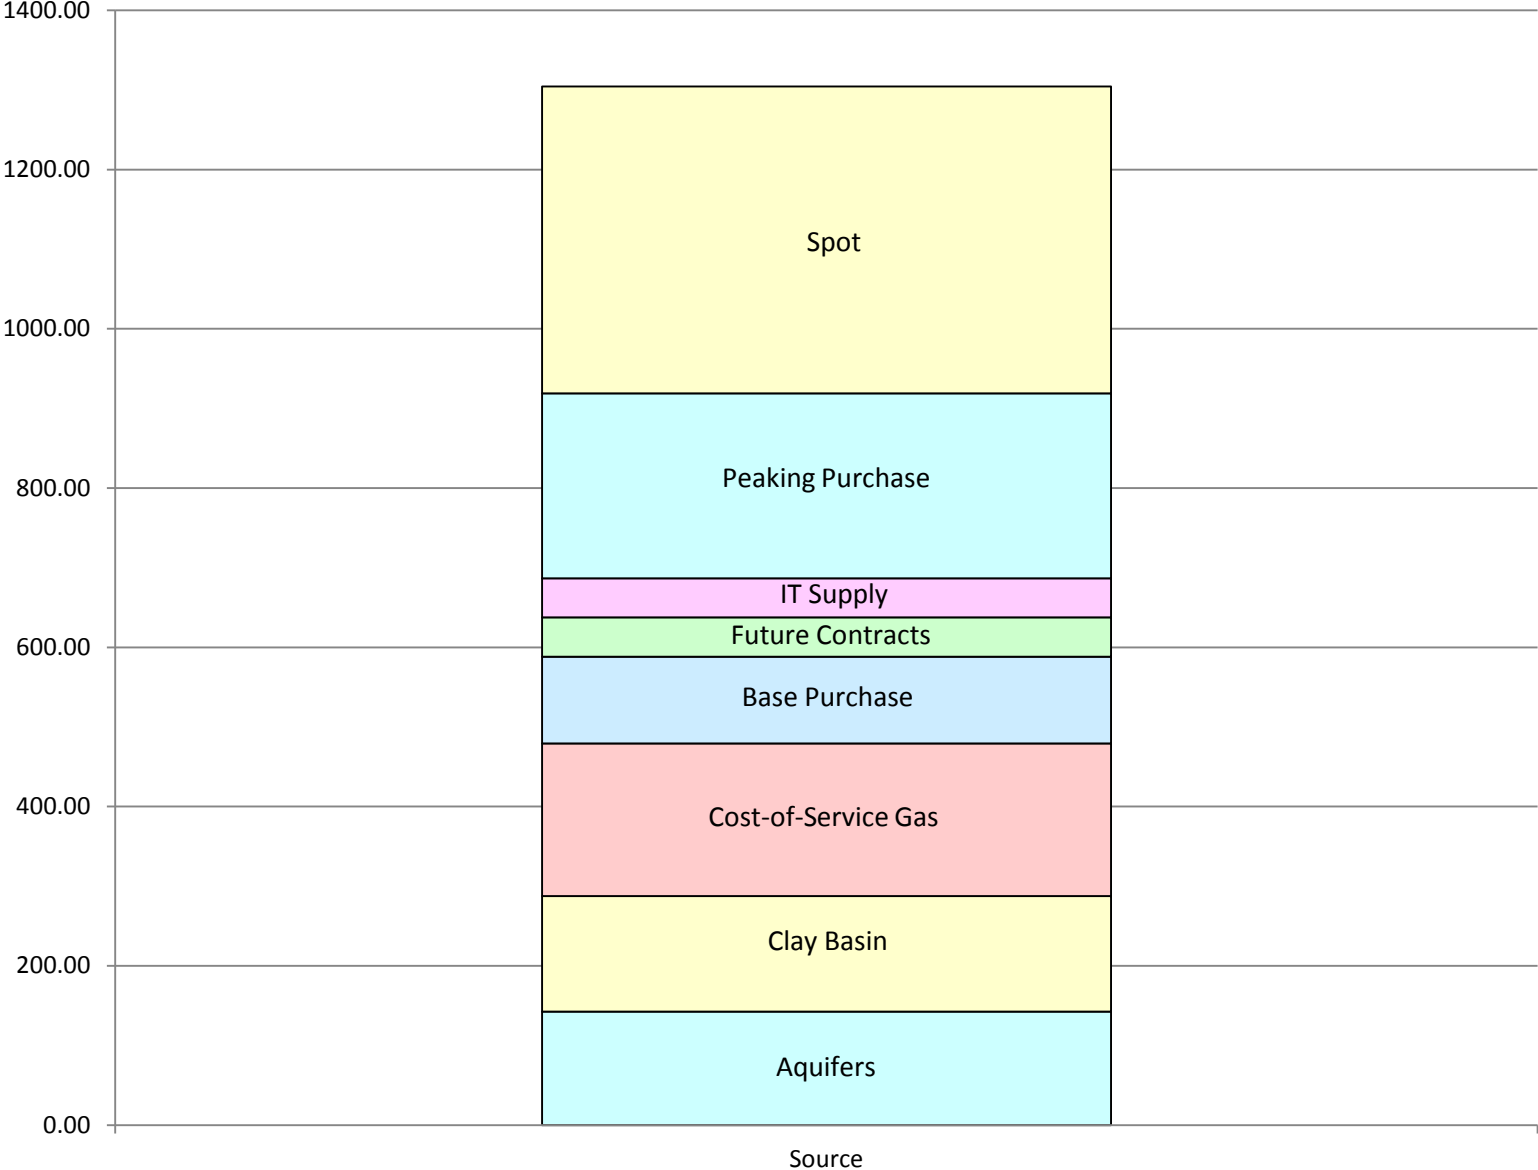 1400.00
1200.00
1000.00
800.00
600.00
400.00
200.00
0.00
Spot
Peaking Purchase
IT Supply
Future Contracts
Base Purchase
Cost-of-Service Gas
Clay Basin
Aquifers
Source